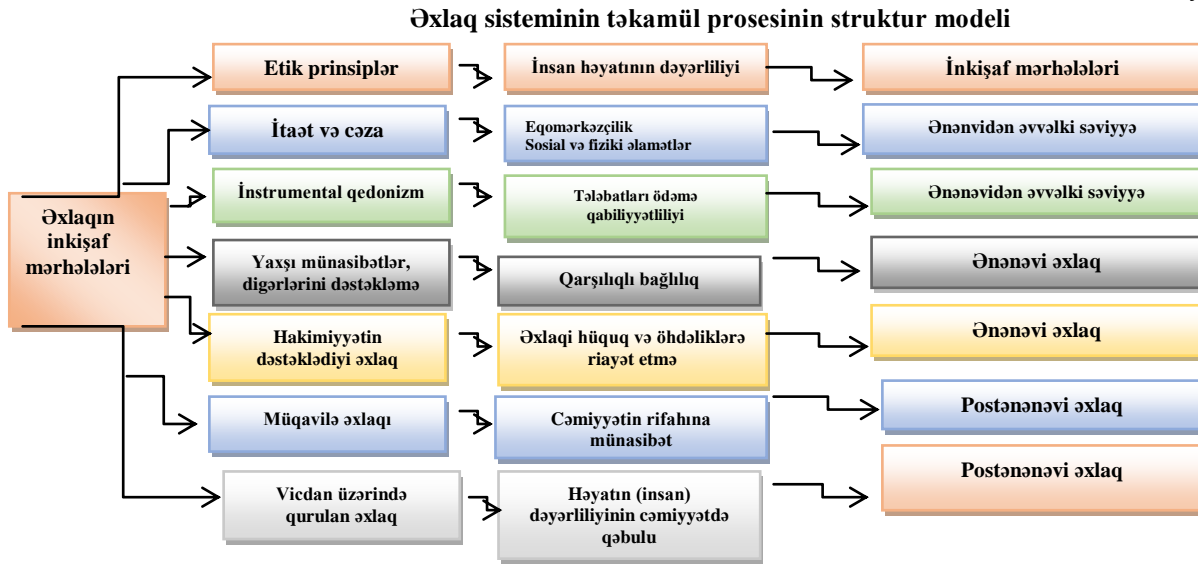 Əxlaq sisteminin təkamül prosesinin struktur modeli
Etik prinsiplər
İnsan həyatının dəyərliliyi
İnkişaf mərhələləri
İtaət və cəza
Eqomərkəzçilik
Sosial və fiziki əlamətlər
Ənənvidən əvvəlki səviyyə
Əxlaqın
inkişaf
mərhələləri
İnstrumental qedonizm
Tələbatları ödəmə
qabiliyyətliliyi
Ənənəvidən əvvəlki səviyyə
Yaxşı münasibətlər,
digərlərini dəstəkləmə
Qarşılıqlı bağlılıq
Ənənəvi əxlaq
Hakimiyyətin
dəstəklədiyi əxlaq
Əxlaqi hüquq və öhdəliklərə
riayət etmə
Ənənəvi əxlaq
Müqavilə əxlaqı
Cəmiyyətin rifahına
münasibət
Postənənəvi əxlaq
Vicdan üzərində
qurulan əxlaq
Həyatın (insan)
dəyərliliyinin cəmiyyətdə
qəbulu
Postənənəvi əxlaq